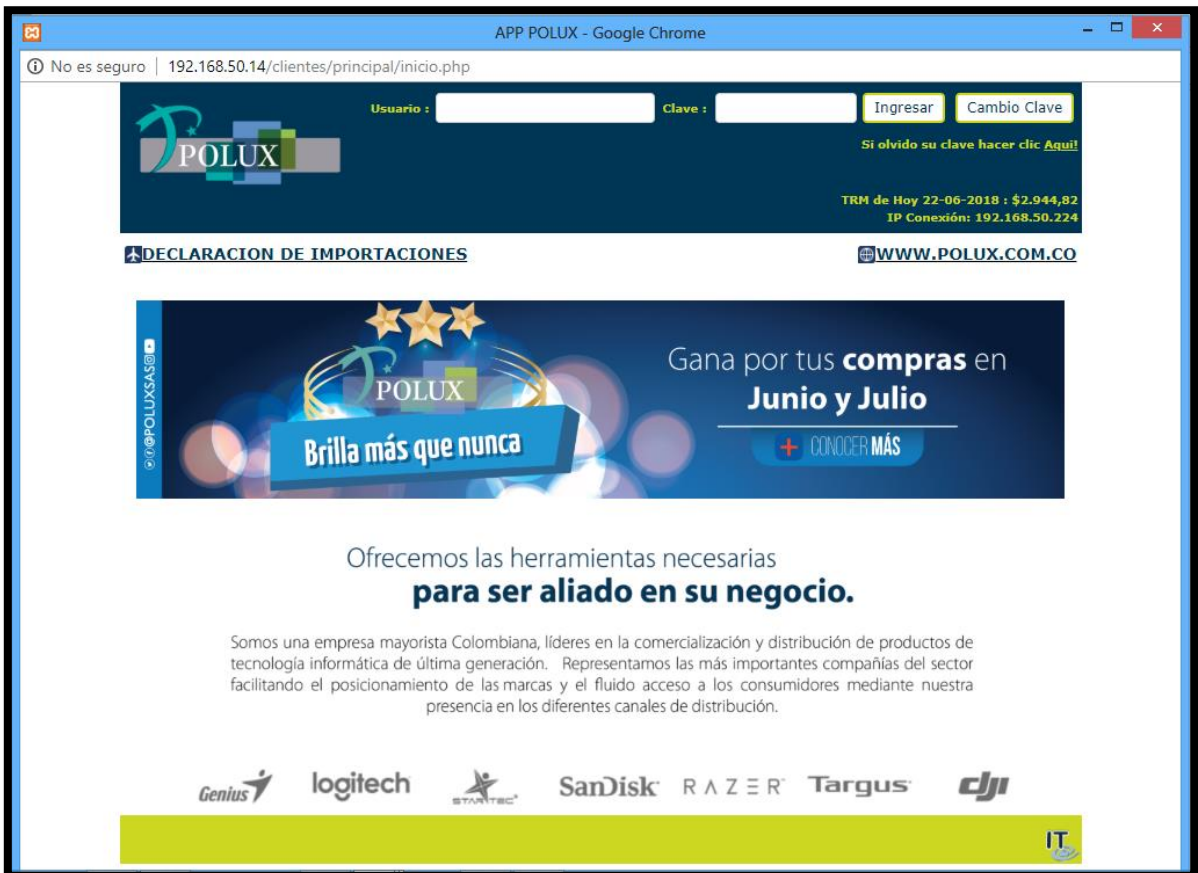 APP POLUX - Google Chrome
No es seguro | 192.168.50.14/clientes/principal/inicio.php
POLUX
Usuario :
Clave :
Ingresar
Cambio Clave
Si olvido su clave hacer clic Aqui!
TRM de Hoy 22-06-2018 : $2.944,82
IP Conexión: 192.168.50.224
DECLARACION DE IMPORTACIONES
WWW.POLUX.COM.CO
@POLUXSAS
POLUX
Brilla más que nunca
Gana por tus compras en
Junio y Julio
+ CONOCER MÁS
Ofrecemos las herramientas necesarias
para ser aliado en su negocio.
Somos una empresa mayorista Colombiana, líderes en la comercialización y distribución de productos de
tecnología informática de última generación. Representamos las más importantes compañías del sector
facilitando el posicionamiento de las marcas y el fluido acceso a los consumidores mediante nuestra
presencia en los diferentes canales de distribución.
Genius
logitech
STARTEC
SanDisk
RAZER
Targus
dji
IT